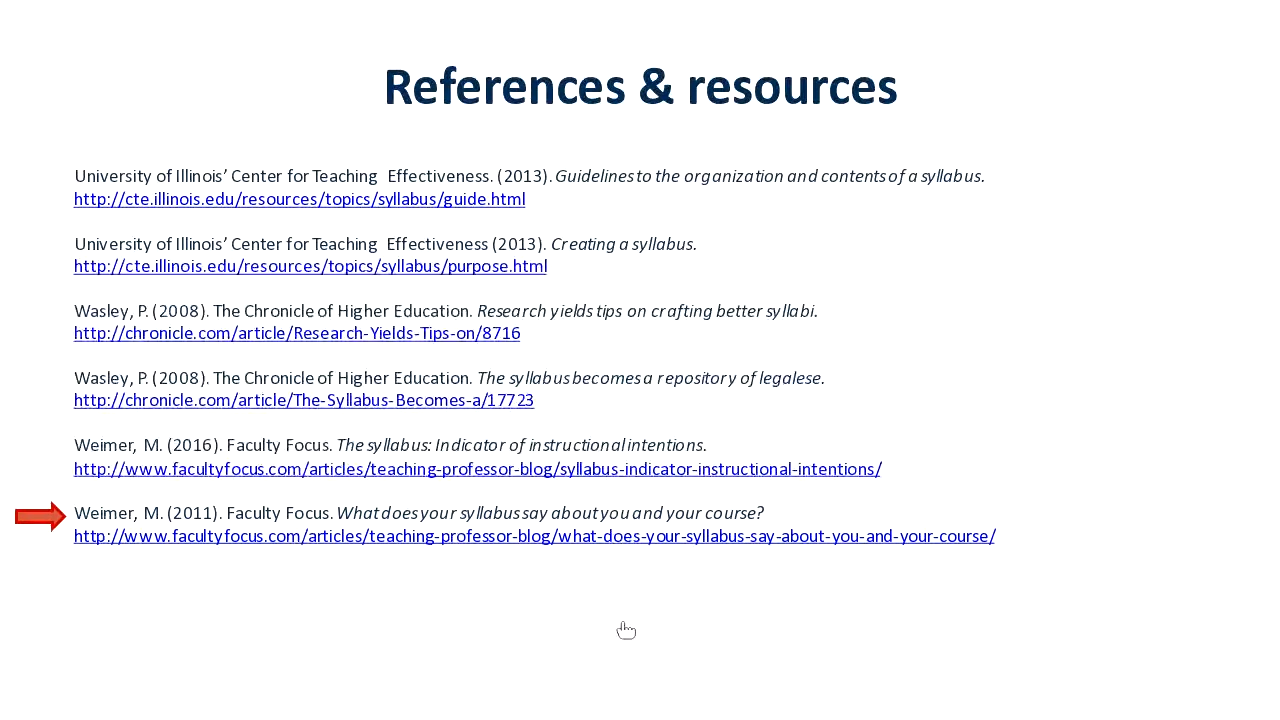 References & resources
University of Illinois’ Center for Teaching Effectiveness. (2013). Guidelines to the organization and contents of a syllabus.
http://cte.illinois.edu/resources/topics/syllabus/guide.html
University of Illinois’ Center for Teaching Effectiveness (2013). Creating a syllabus.
http://cte.illinois.edu/resources/topics/syllabus/purpose.html
Wasley, P. (2008). The Chronicle of Higher Education. Research yields tips on crafting better syllabi.
http://chronicle.com/article/Research-Yields-Tips-on/8716
Wasley, P. (2008). The Chronicle of Higher Education. The syllabus becomes a repository of legalese.
http://chronicle.com/article/The-Syllabus-Becomes-a/17723
Weimer, M. (2016). Faculty Focus. The syllabus: Indicator of instructional intentions.
http://www.facultyfocus.com/articles/teaching-professor-blog/syllabus-indicator-instructional-intentions/
Weimer, M. (2011). Faculty Focus. What does your syllabus say about you and your course?
http://www.facultyfocus.com/articles/teaching-professor-blog/what-does-your-syllabus-say-about-you-and-your-course/